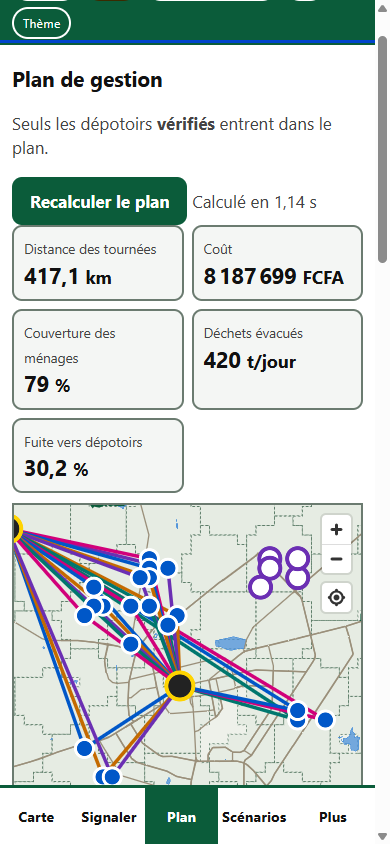 Thème
Plan de gestion
Seuls les dépotoirs vérifiés entrent dans le
plan.
Recalculer le plan
Calculé en 1,14 s
Distance des tournées
417,1 km
Coût
8 187 699 FCFA
Couverture des
ménages
79 %
Déchets évacués
420 t/jour
Fuite vers dépotoirs
30,2 %
+
−
Carte
Signaler
Plan
Scénarios
Plus